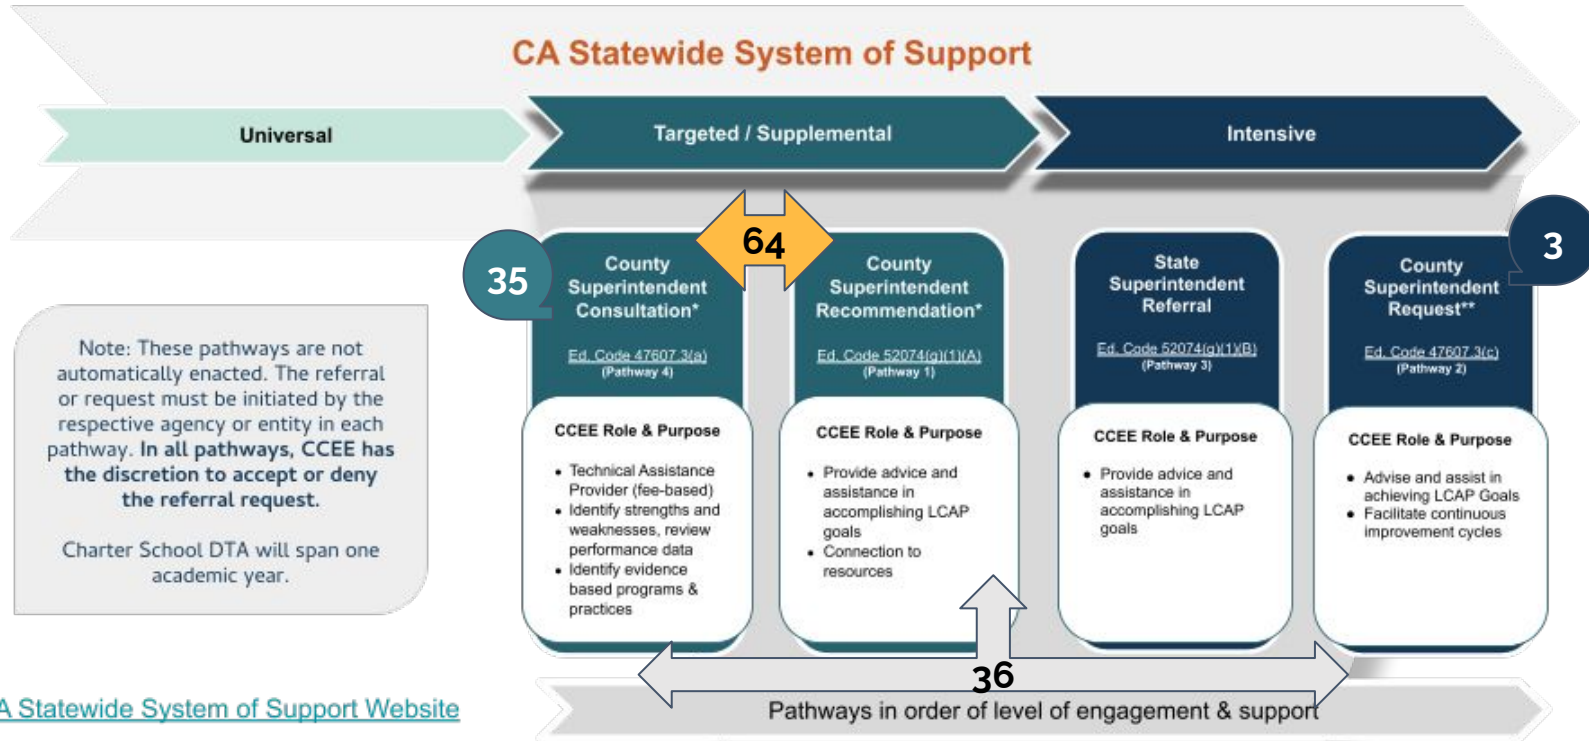 CA Statewide System of Support
Universal
Targeted / Supplemental
Intensive
64
35
3
County
Superintendent
Consultation*
Ed. Code 47607.3(a)
(Pathway 4)
CCEE Role & Purpose
• Technical Assistance
Provider (fee-based)
• Identify strengths and
weaknesses, review
performance data
• Identify evidence
based programs &
practices
County
Superintendent
Recommendation*
Ed. Code 52074(g)(1)(A)
(Pathway 1)
CCEE Role & Purpose
• Provide advice and
assistance in
accomplishing LCAP
goals
• Connection to
resources
State
Superintendent
Referral
Ed. Code 52074(g)(1)(B)
(Pathway 3)
CCEE Role & Purpose
• Provide advice and
assistance in
accomplishing LCAP
goals
County
Superintendent
Request**
Ed. Code 47607.3(c)
(Pathway 2)
CCEE Role & Purpose
• Advise and assist in
achieving LCAP Goals
• Facilitate continuous
improvement cycles
Note: These pathways are not
automatically enacted. The referral
or request must be initiated by the
respective agency or entity in each
pathway. In all pathways, CCEE has
the discretion to accept or deny
the referral request.
Charter School DTA will span one
academic year.
36
A Statewide System of Support Website
Pathways in order of level of engagement & support